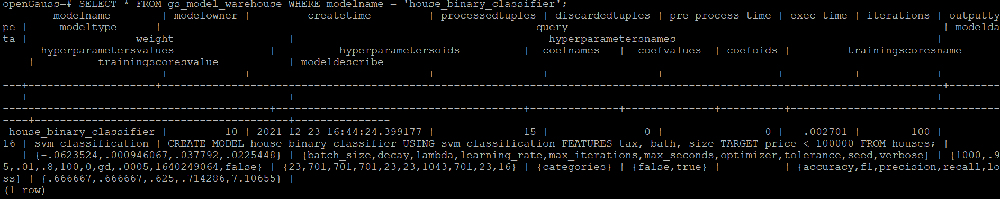 openGauss=# SELECT * FROM gs_model_warehouse WHERE modelname = 'house_binary_classifier';
        modelname        | modelowner |         createtime         | processedtuples | discardedtuples | pre_process_time | exec_time | iterations | outputty
pe |     modeltype      |                                                           query                                                           | modelda
ta |                 weight                  |                                       hyperparametersnames                                        |
      hyperparametersvalues               |          hyperparametersoids          |  coefnames   |  coefvalues  | coefoids |         trainingscoresname
    |          trainingscoresvalue           | modeldescribe
-------------------------+------------+----------------------------+-----------------+-----------------+------------------+-----------+------------+---------
---+--------------------+---------------------------------------------------------------------------------------------------------------------------+--------
---+-----------------------------------------+---------------------------------------------------------------------------------------------------+---------
------------------------------------------+---------------------------------------+--------------+--------------+----------+---------------------------------
----+----------------------------------------+---------------
 house_binary_classifier |         10 | 2021-12-23 16:44:24.399177 |              15 |               0 |                0 |   .002701 |        100 |
16 | svm_classification | CREATE MODEL house_binary_classifier USING svm_classification FEATURES tax, bath, size TARGET price < 100000 FROM houses; |
   | {-.0623524,.000946067,.037792,.0225448} | {batch_size,decay,lambda,learning_rate,max_iterations,max_seconds,optimizer,tolerance,seed,verbose} | {1000,.9
5,.01,.8,100,0,gd,.0005,1640249064,false} | {23,701,701,701,23,23,1043,701,23,16} | {categories} | {false,true} |          | {accuracy,f1,precision,recall,lo
ss} | {.666667,.666667,.625,.714286,7.10655} |
(1 row)